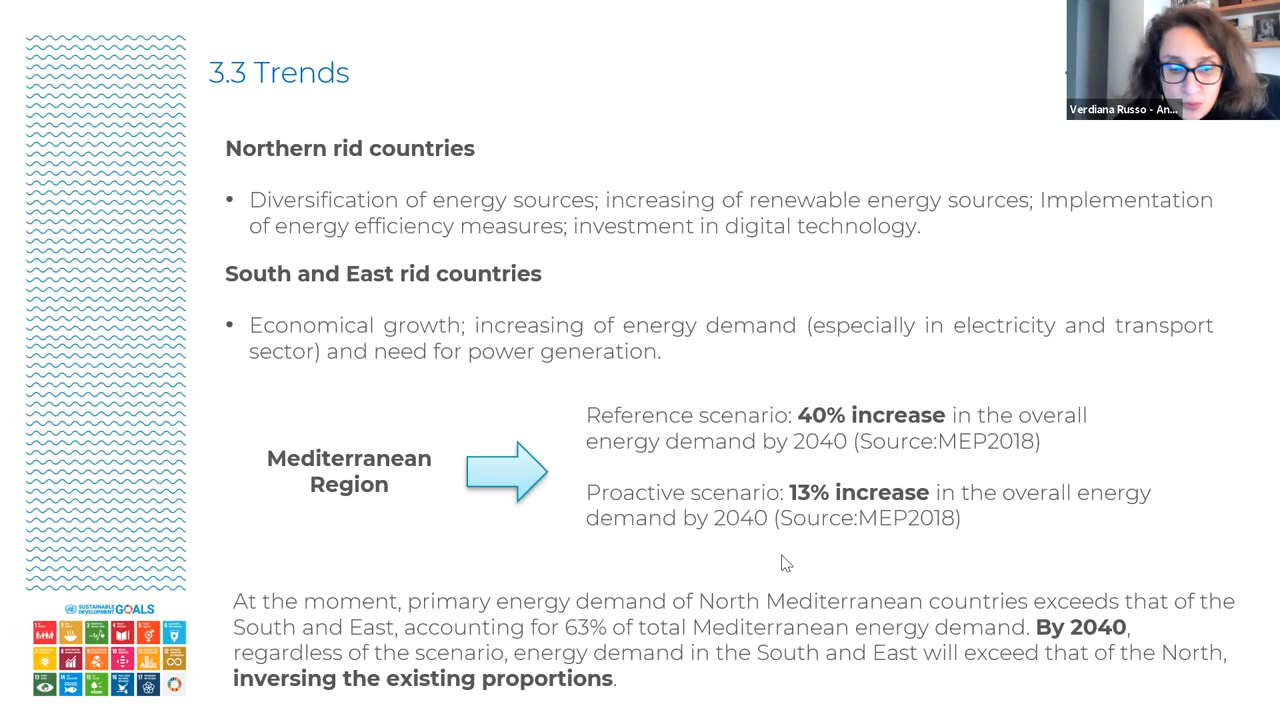 3.3 Trends
Verdiana Russo - An...
Northern rid countries
• Diversification of energy sources; increasing of renewable energy sources; Implementation
of energy efficiency measures; investment in digital technology.
South and East rid countries
• Economical growth; increasing of energy demand (especially in electricity and transport
sector) and need for power generation.
Mediterranean
Region
Reference scenario: 40% increase in the overall
energy demand by 2040 (Source:MEP2018)
Proactive scenario: 13% increase in the overall energy
demand by 2040 (Source:MEP2018)
At the moment, primary energy demand of North Mediterranean countries exceeds that of the
South and East, accounting for 63% of total Mediterranean energy demand. By 2040,
regardless of the scenario, energy demand in the South and East will exceed that of the North,
inversing the existing proportions.
SUSTAINABLE
DEVELOPMENT GOALS